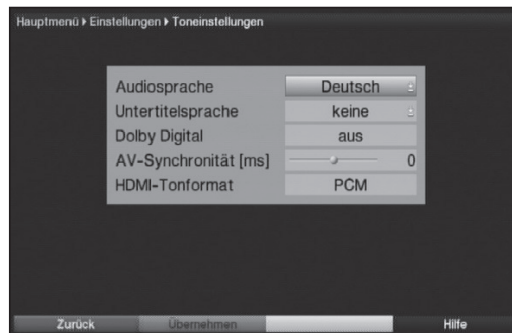 Hauptmenü ▸ Einstellungen ▸ Toneinstellungen
Audiosprache Deutsch
Untertitelsprache keine
Dolby Digital aus
AV-Synchronität [ms] 0
HDMI-Tonformat PCM
Zurück Übernehmen Hilfe